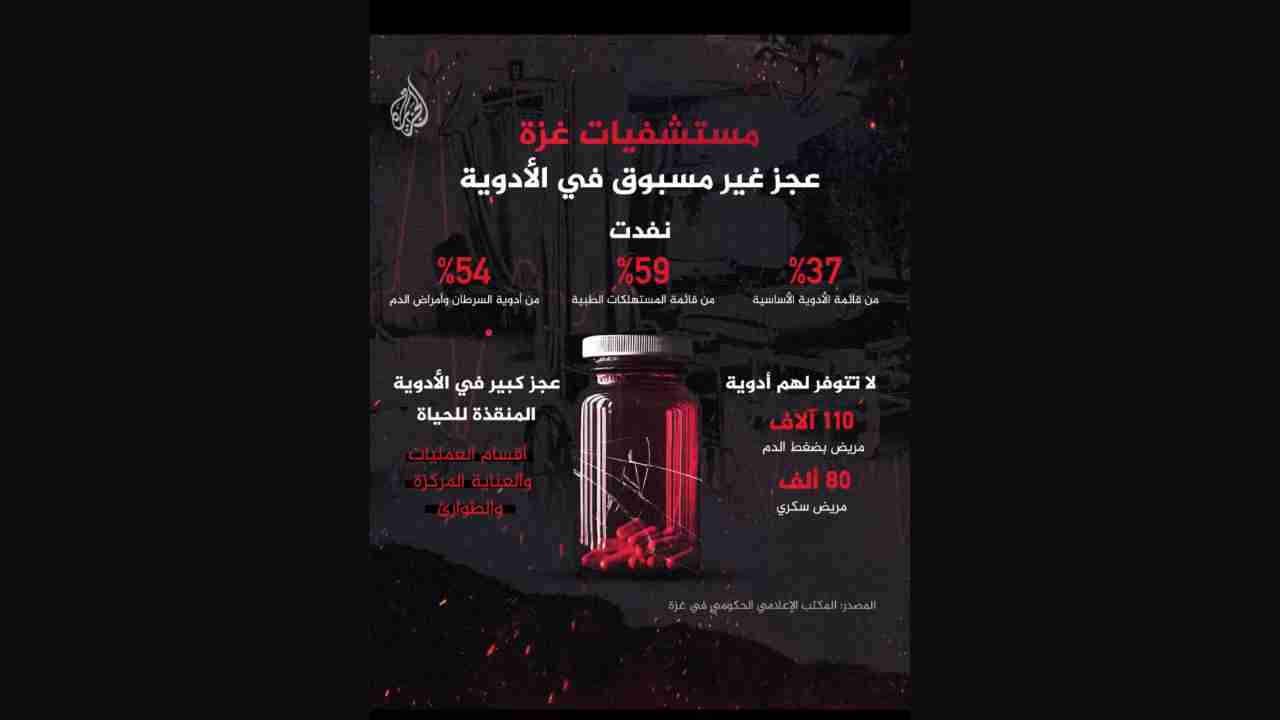 الجزيرة
مستشفيات غزة
عجز غير مسبوق في الأدوية
نفدت
%37
من قائمة الأدوية الأساسية
%59
من قائمة المستهلكات الطبية
%54
من أدوية السرطان وأمراض الدم
لا تتوفر لهم أدوية
110 آلاف
مريض بضغط الدم
80 ألف
مريض سكري
عجز كبير في الأدوية
المنقذة للحياة
أقسام العمليات
والعناية المركزة
والطوارئ
المصدر: المكتب الإعلامي الحكومي في غزة